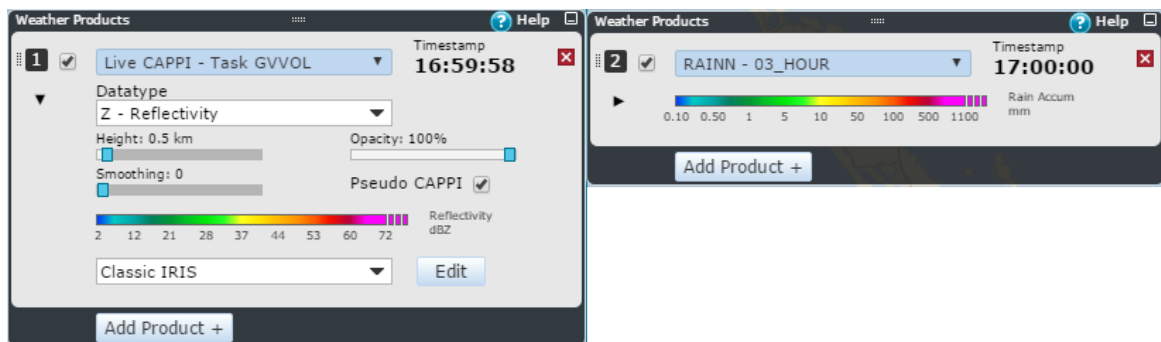 Weather Products
Help
1
Live CAPPI - Task GVVOL
Timestamp
16:59:58
Datatype
Z - Reflectivity
Height: 0.5 km
Opacity: 100%
Smoothing: 0
Pseudo CAPPI
2 12 21 28 37 44 53 60 72
Reflectivity
dBZ
Classic IRIS
Edit
Add Product +
Weather Products
Help
2
RAINN - 03_HOUR
Timestamp
17:00:00
0.10 0.50 1 5 10 50 100 500 1100
Rain Accum
mm
Add Product +